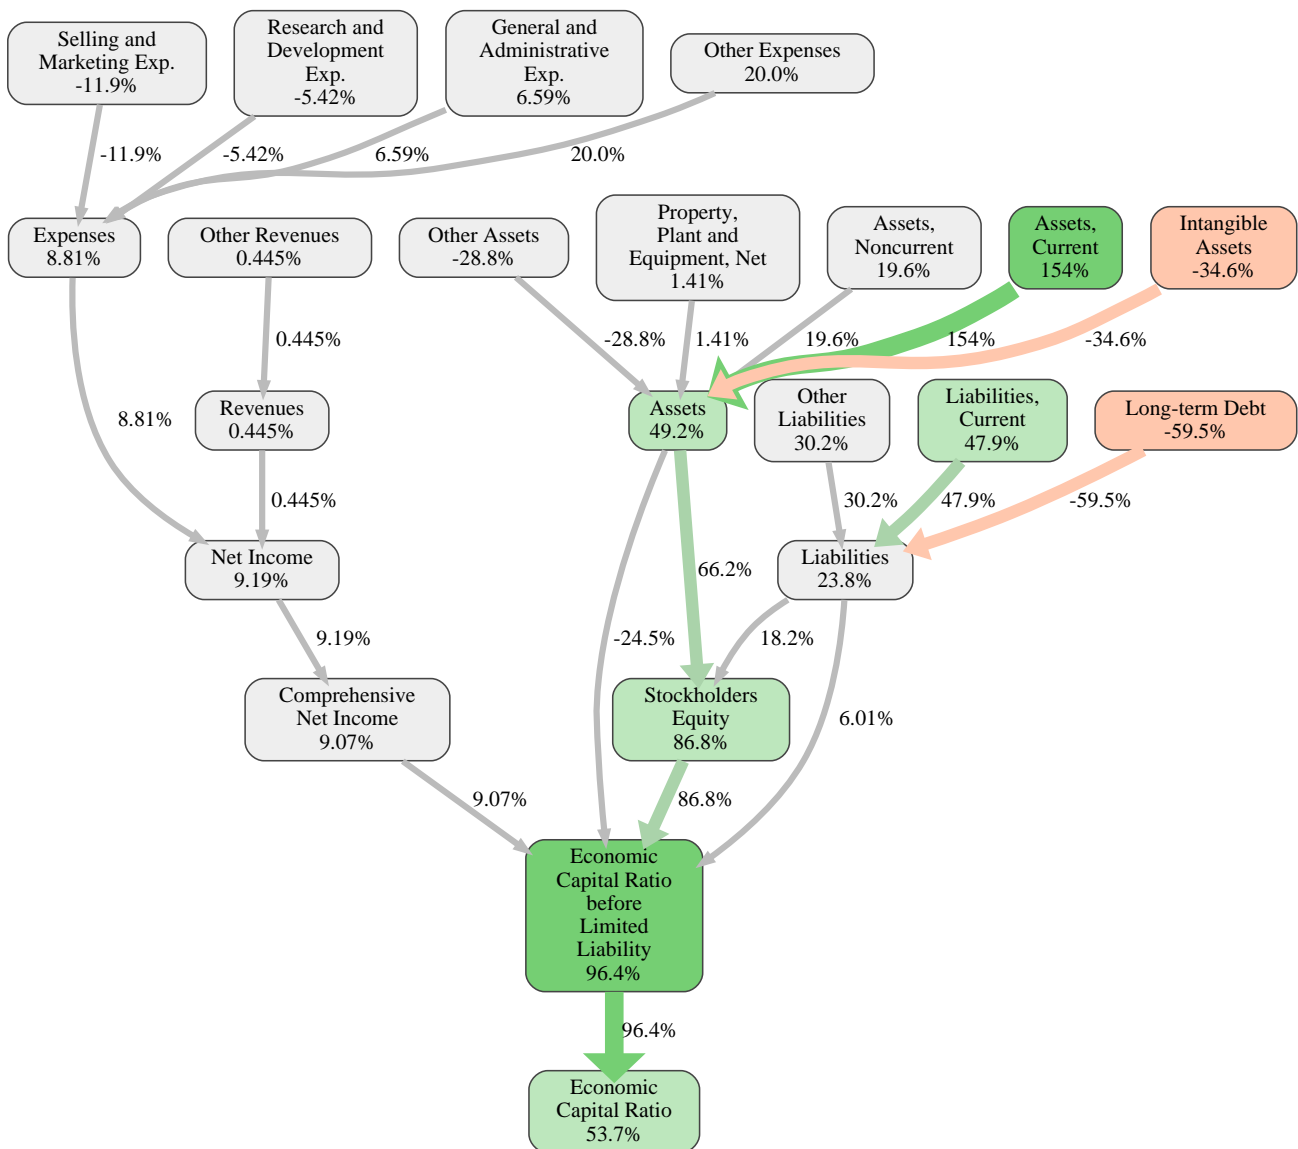 Selling and
Marketing Exp.
-11.9%
Research and
Development
Exp.
-5.42%
General and
Administrative
Exp.
6.59%
Other Expenses
20.0%
-11.9%
-5.42%
6.59%
20.0%
Expenses
8.81%
Other Revenues
0.445%
Other Assets
-28.8%
Property,
Plant and
Equipment, Net
1.41%
Assets,
Noncurrent
19.6%
Assets,
Current
154%
Intangible
Assets
-34.6%
0.445%
-28.8%
1.41%
19.6%
154%
-34.6%
8.81%
Revenues
0.445%
Assets
49.2%
Other
Liabilities
30.2%
Liabilities,
Current
47.9%
Long-term Debt
-59.5%
0.445%
30.2%
47.9%
-59.5%
Net Income
9.19%
66.2%
Liabilities
23.8%
9.19%
-24.5%
18.2%
Comprehensive
Net Income
9.07%
Stockholders
Equity
86.8%
6.01%
9.07%
86.8%
Economic
Capital Ratio
before
Limited
Liability
96.4%
96.4%
Economic
Capital Ratio
53.7%